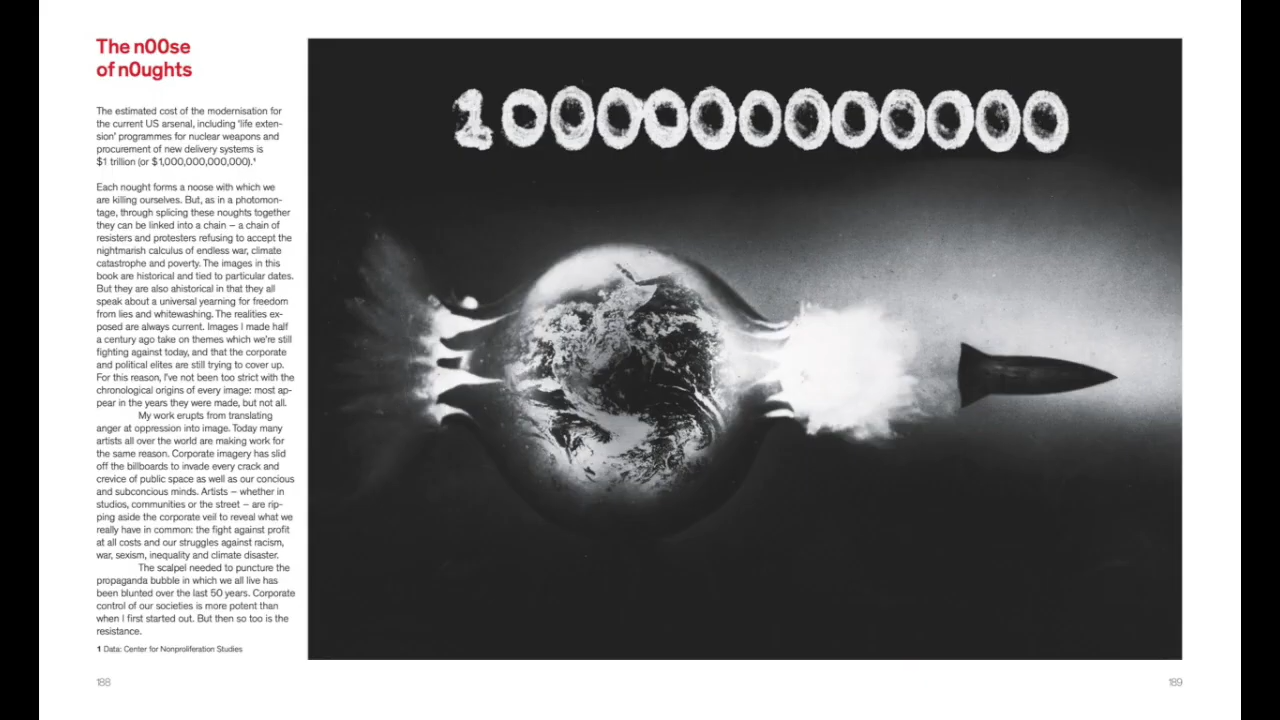 The n00se
of n0ughts
The estimated cost of the modernisation for
the current US arsenal, including 'life exten-
sion' programmes for nuclear weapons and
procurement of new delivery systems is
$1 trillion (or $1,000,000,000,000).¹
Each nought forms a noose with which we
are killing ourselves. But, as in a photomon-
tage, through splicing these noughts together
they can be linked into a chain – a chain of
resisters and protesters refusing to accept the
nightmarish calculus of endless war, climate
catastrophe and poverty. The images in this
book are historical and tied to particular dates.
But they are also ahistorical in that they all
speak about a universal yearning for freedom
from lies and whitewashing. The realities ex-
posed are always current. Images I made half
a century ago take on themes which we're still
fighting against today, and that the corporate
and political elites are still trying to cover up.
For this reason, I've not been too strict with the
chronological origins of every image: most ap-
pear in the years they were made, but not all.
My work erupts from translating
anger at oppression into image. Today many
artists all over the world are making work for
the same reason. Corporate imagery has slid
off the billboards to invade every crack and
crevice of public space as well as our concious
and subconcious minds. Artists – whether in
studios, communities or the street – are rip-
ping aside the corporate veil to reveal what we
really have in common: the fight against profit
at all costs and our struggles against racism,
war, sexism, inequality and climate disaster.
The scalpel needed to puncture the
propaganda bubble in which we all live has
been blunted over the last 50 years. Corporate
control of our societies is more potent than
when I first started out. But then so too is the
resistance.
1 Data: Center for Nonproliferation Studies
188
1000000000000
189